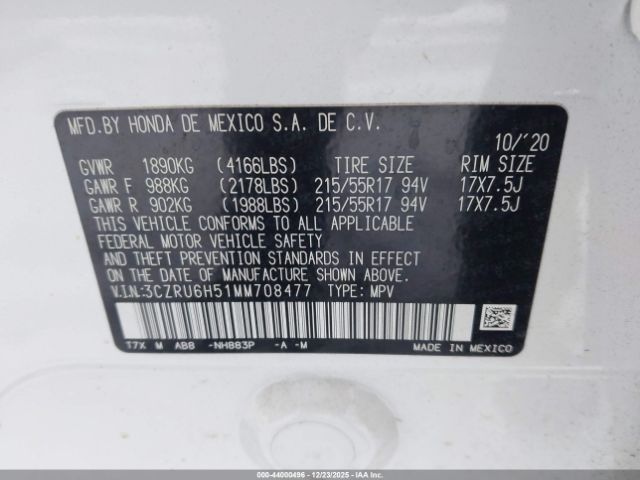 MFD.BY HONDA DE MEXICO S.A. DE C.V.
10/'20
GVWR 1890KG (4166LBS) TIRE SIZE RIM SIZE
GAWR F 988KG (2178LBS) 215/55R17 94V 17X7.5J
GAWR R 902KG (1988LBS) 215/55R17 94V 17X7.5J
THIS VEHICLE CONFORMS TO ALL APPLICABLE
FEDERAL MOTOR VEHICLE SAFETY
AND THEFT PREVENTION STANDARDS IN EFFECT
ON THE DATE OF MANUFACTURE SHOWN ABOVE.
V.I.N.:3CZRU6H51MM708477 TYPE: MPV
T7X M AB8 -NH883P -A -M
MADE IN MEXICO
000-44000496 - 12/23/2025 - IAA Inc.